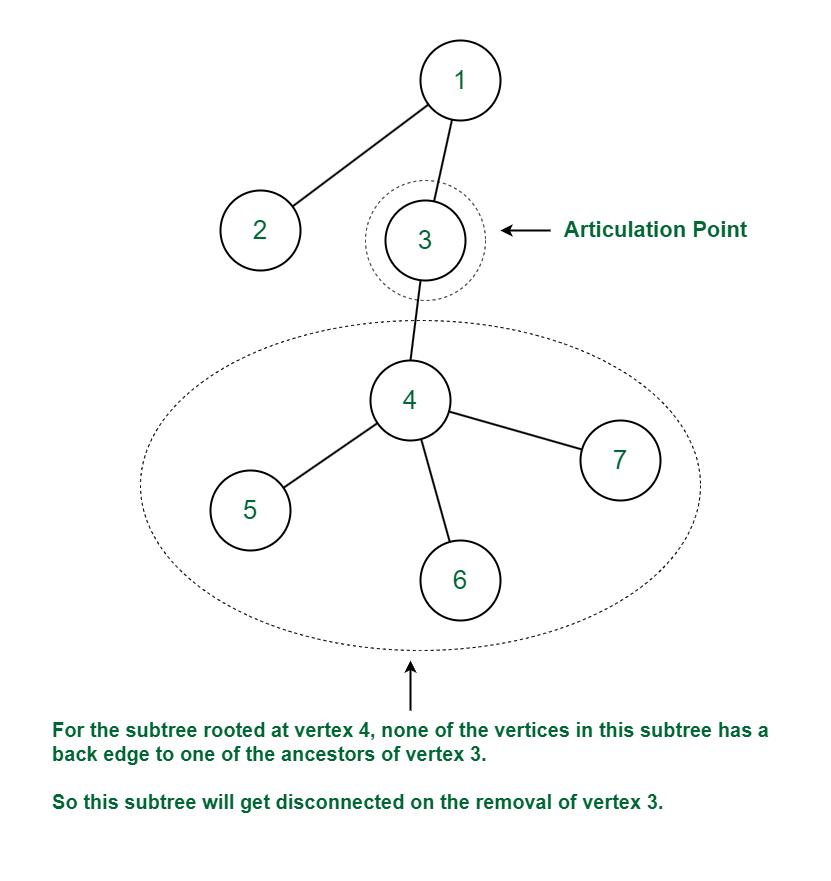 1
2
3
Articulation Point
4
7
5
6
For the subtree rooted at vertex 4, none of the vertices in this subtree has a
back edge to one of the ancestors of vertex 3.
So this subtree will get disconnected on the removal of vertex 3.